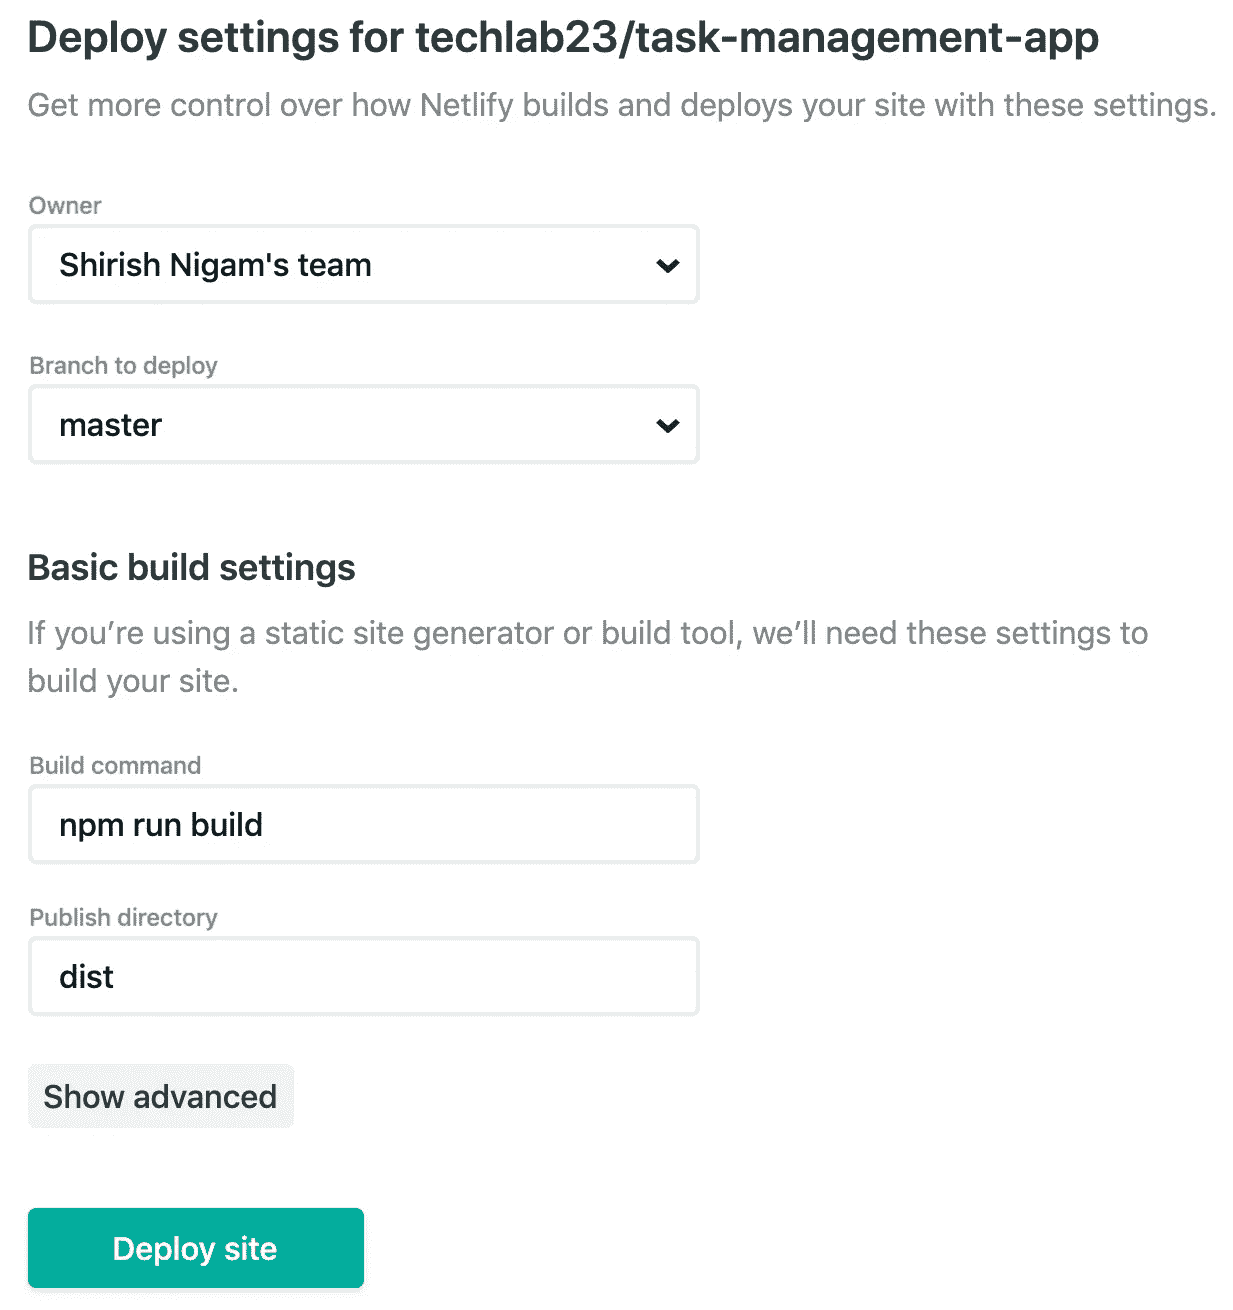 Deploy settings for techlab23/task-management-app
Get more control over how Netlify builds and deploys your site with these settings.
Owner
Shirish Nigam's team
Branch to deploy
master
Basic build settings
If you’re using a static site generator or build tool, we’ll need these settings to
build your site.
Build command
npm run build
Publish directory
dist
Show advanced
Deploy site